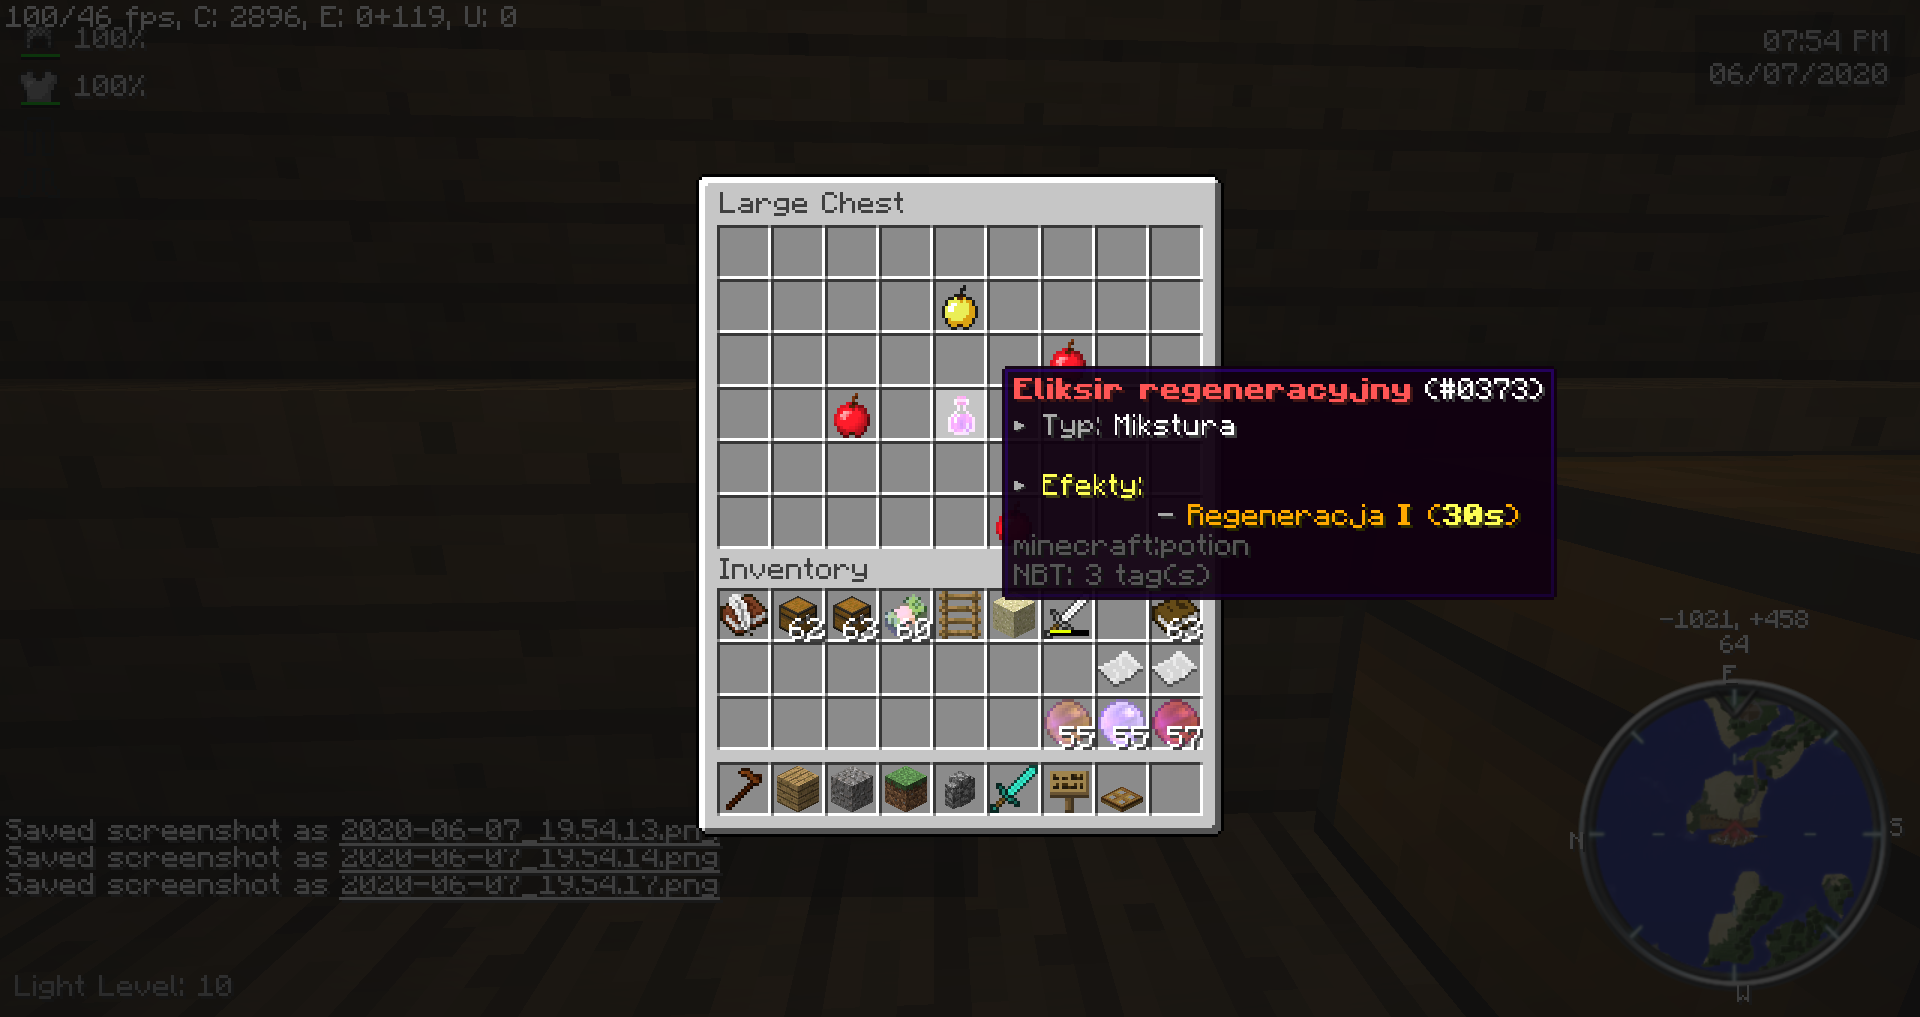 100/46 fps, C: 2896, E: 0+119, U: 0
100%
100%
07:54 PM
06/07/2020
Large Chest
Eliksir regeneracyjny (#0373)
▸ Typ: Mikstura
▸ Efekty:
– Regeneracja I (30s)
minecraft:potion
NBT: 3 tag(s)
Inventory
62 63 60 63
55 55 57
-1021, +458
64
E
N
S
W
Saved screenshot as 2020-06-07_19.54.13.png
Saved screenshot as 2020-06-07_19.54.14.png
Saved screenshot as 2020-06-07_19.54.17.png
Light Level: 10